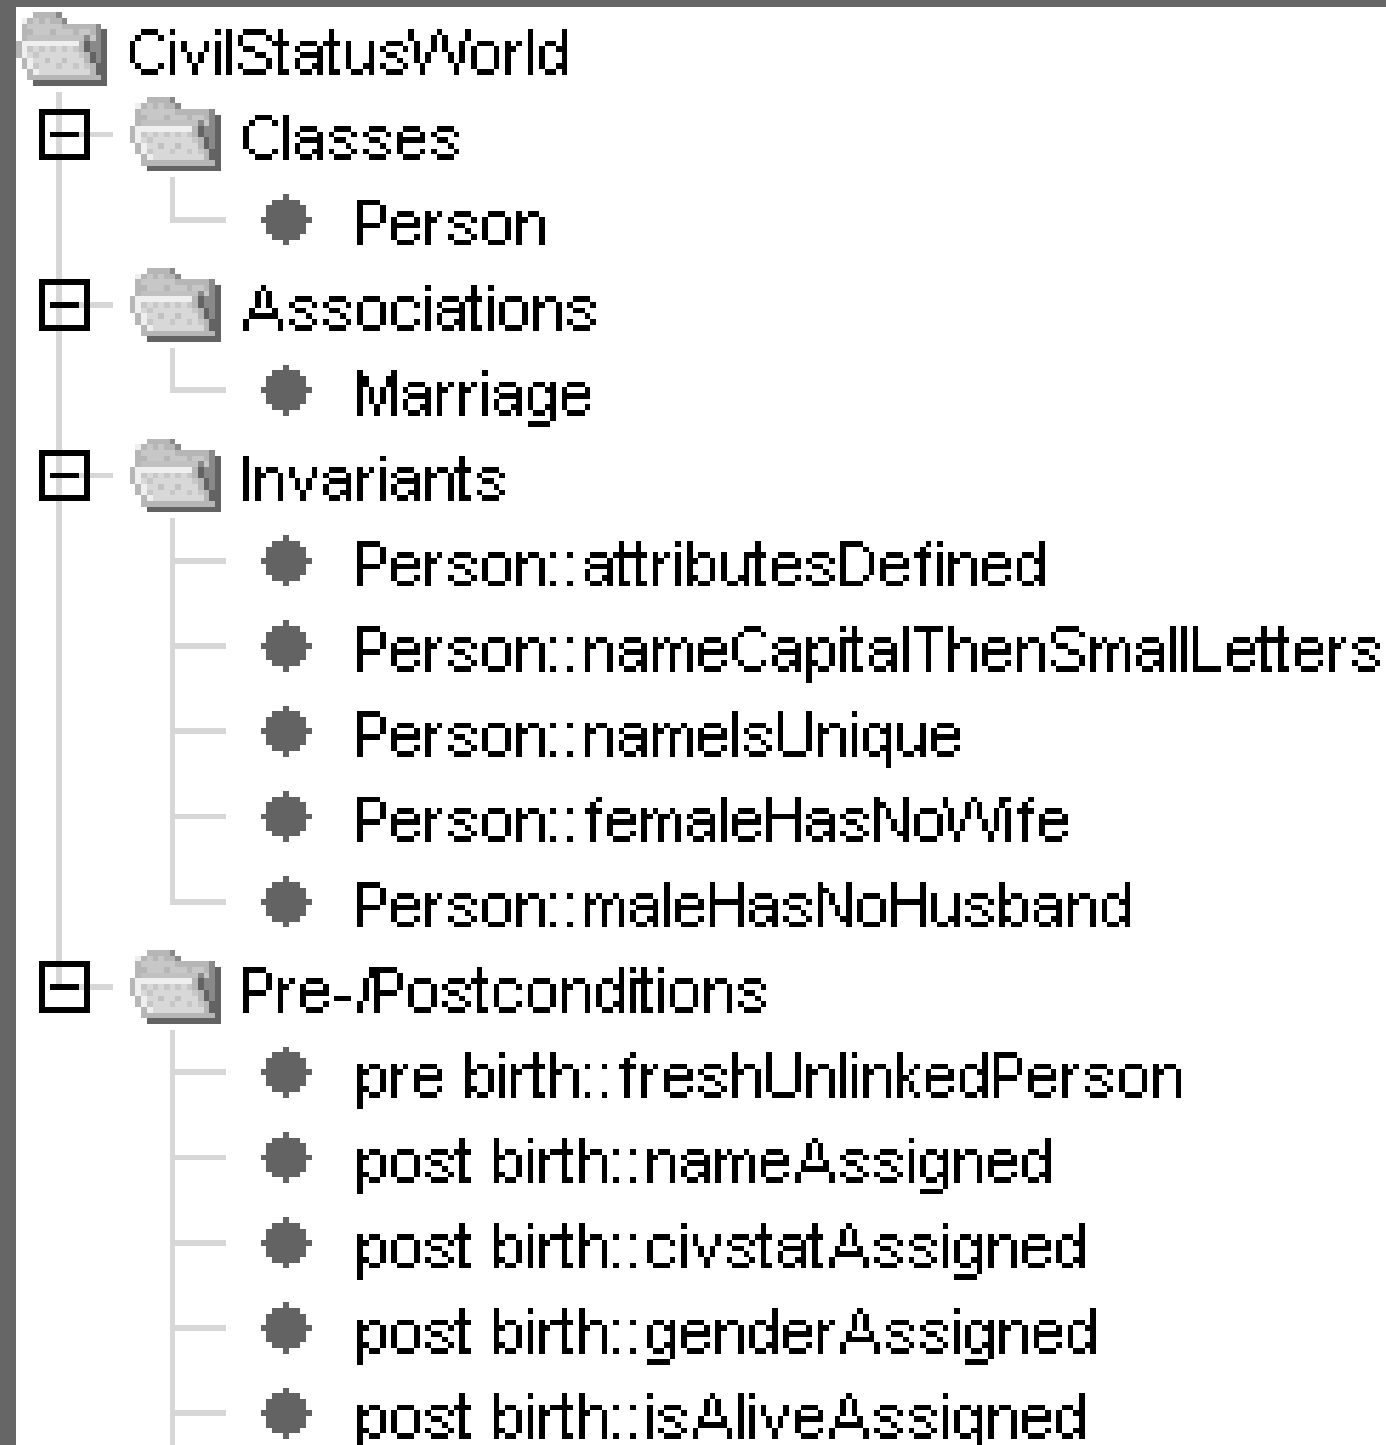 CivilStatusWorld
Classes
Person
Associations
Marriage
Invariants
Person::attributesDefined
Person::nameCapitalThenSmallLetters
Person::nameIsUnique
Person::femaleHasNoWife
Person::maleHasNoHusband
Pre-/Postconditions
pre birth::freshUnlinkedPerson
post birth::nameAssigned
post birth::civstatAssigned
post birth::genderAssigned
post birth::isAliveAssigned